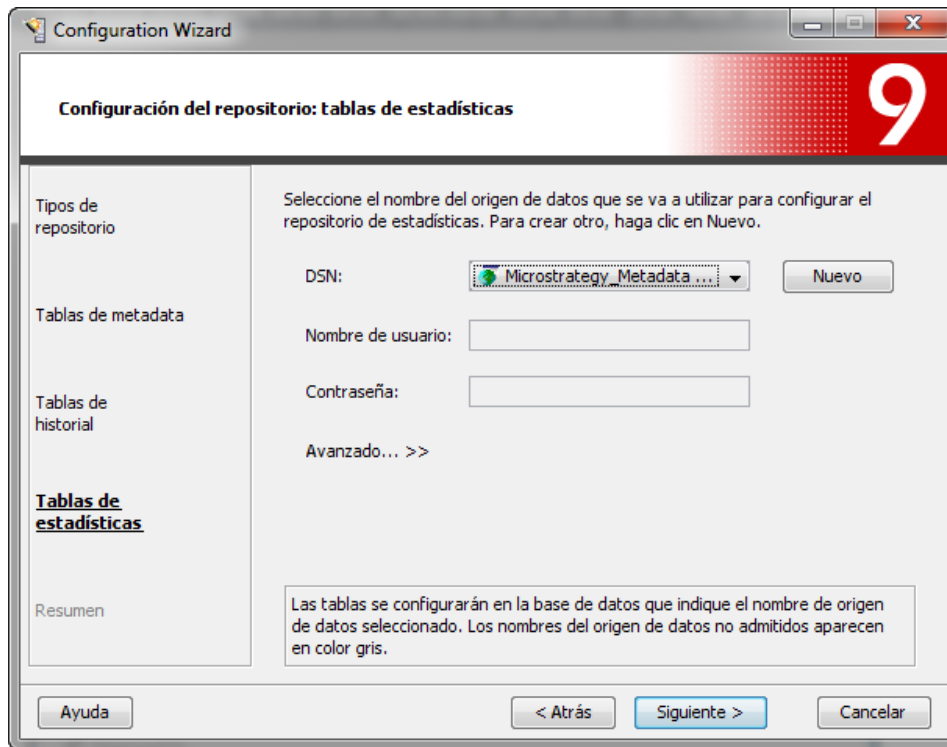 Configuration Wizard
Configuración del repositorio: tablas de estadísticas
9
Tipos de
repositorio
Tablas de metadata
Tablas de
historial
Tablas de
estadísticas
Resumen
Seleccione el nombre del origen de datos que se va a utilizar para configurar el
repositorio de estadísticas. Para crear otro, haga clic en Nuevo.
DSN:
Microstrategy_Metadata ...
Nuevo
Nombre de usuario:
Contraseña:
Avanzado... >>
Las tablas se configurarán en la base de datos que indique el nombre de origen
de datos seleccionado. Los nombres del origen de datos no admitidos aparecen
en color gris.
Ayuda
< Atrás
Siguiente >
Cancelar